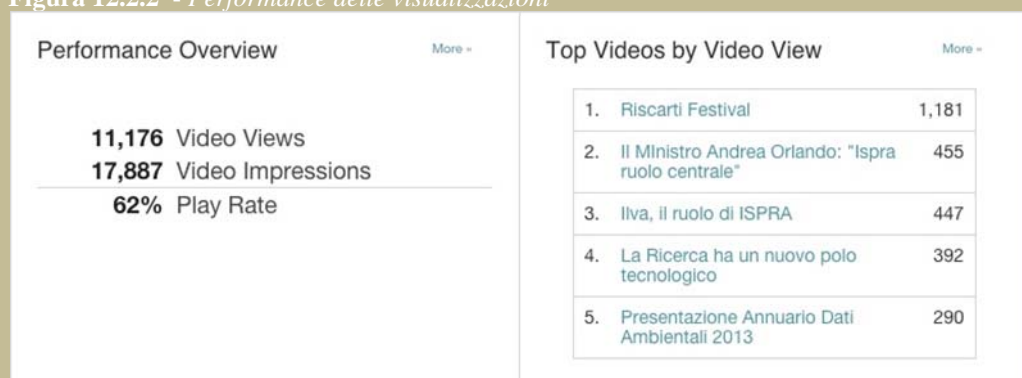 Figura 12.2.2 - Performance delle visualizzazioni
Performance Overview
More »
11,176 Video Views
17,887 Video Impressions
62% Play Rate
Top Videos by Video View
More »
1. Riscarti Festival 1,181
2. Il MInistro Andrea Orlando: "Ispra 455
ruolo centrale"
3. Ilva, il ruolo di ISPRA 447
4. La Ricerca ha un nuovo polo 392
tecnologico
5. Presentazione Annuario Dati 290
Ambientali 2013